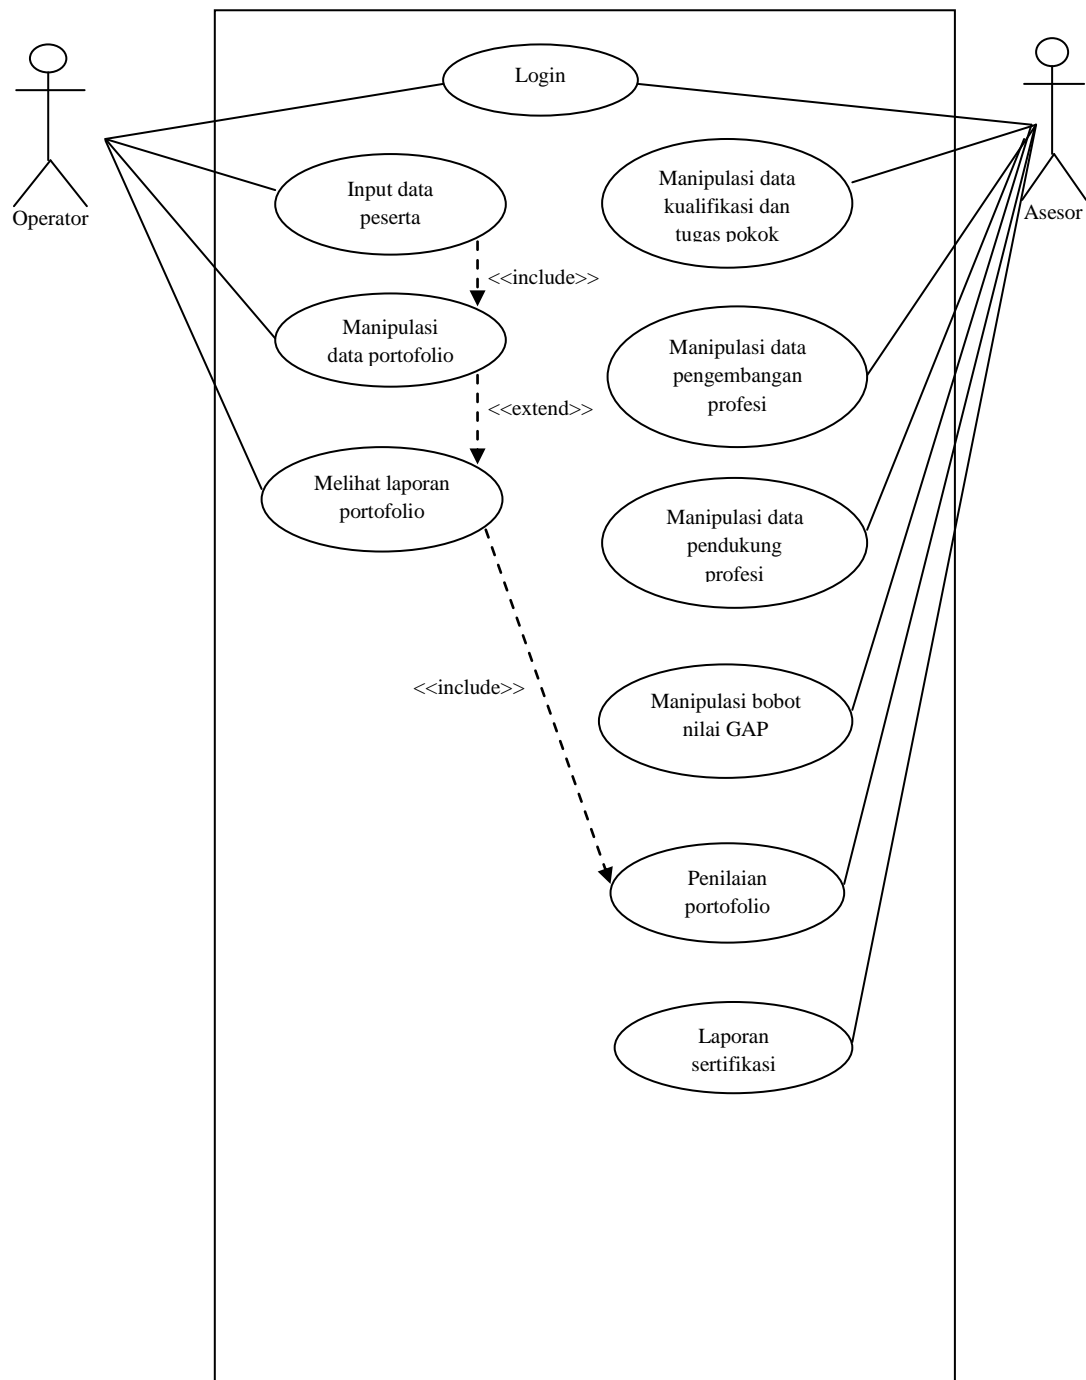 Login
Operator
Asesor
Input data
peserta
<<include>>
Manipulasi
data portofolio
<<extend>>
Melihat laporan
portofolio
<<include>>
Manipulasi data
kualifikasi dan
tugas pokok
Manipulasi data
pengembangan
profesi
Manipulasi data
pendukung
profesi
Manipulasi bobot
nilai GAP
Penilaian
portofolio
Laporan
sertifikasi